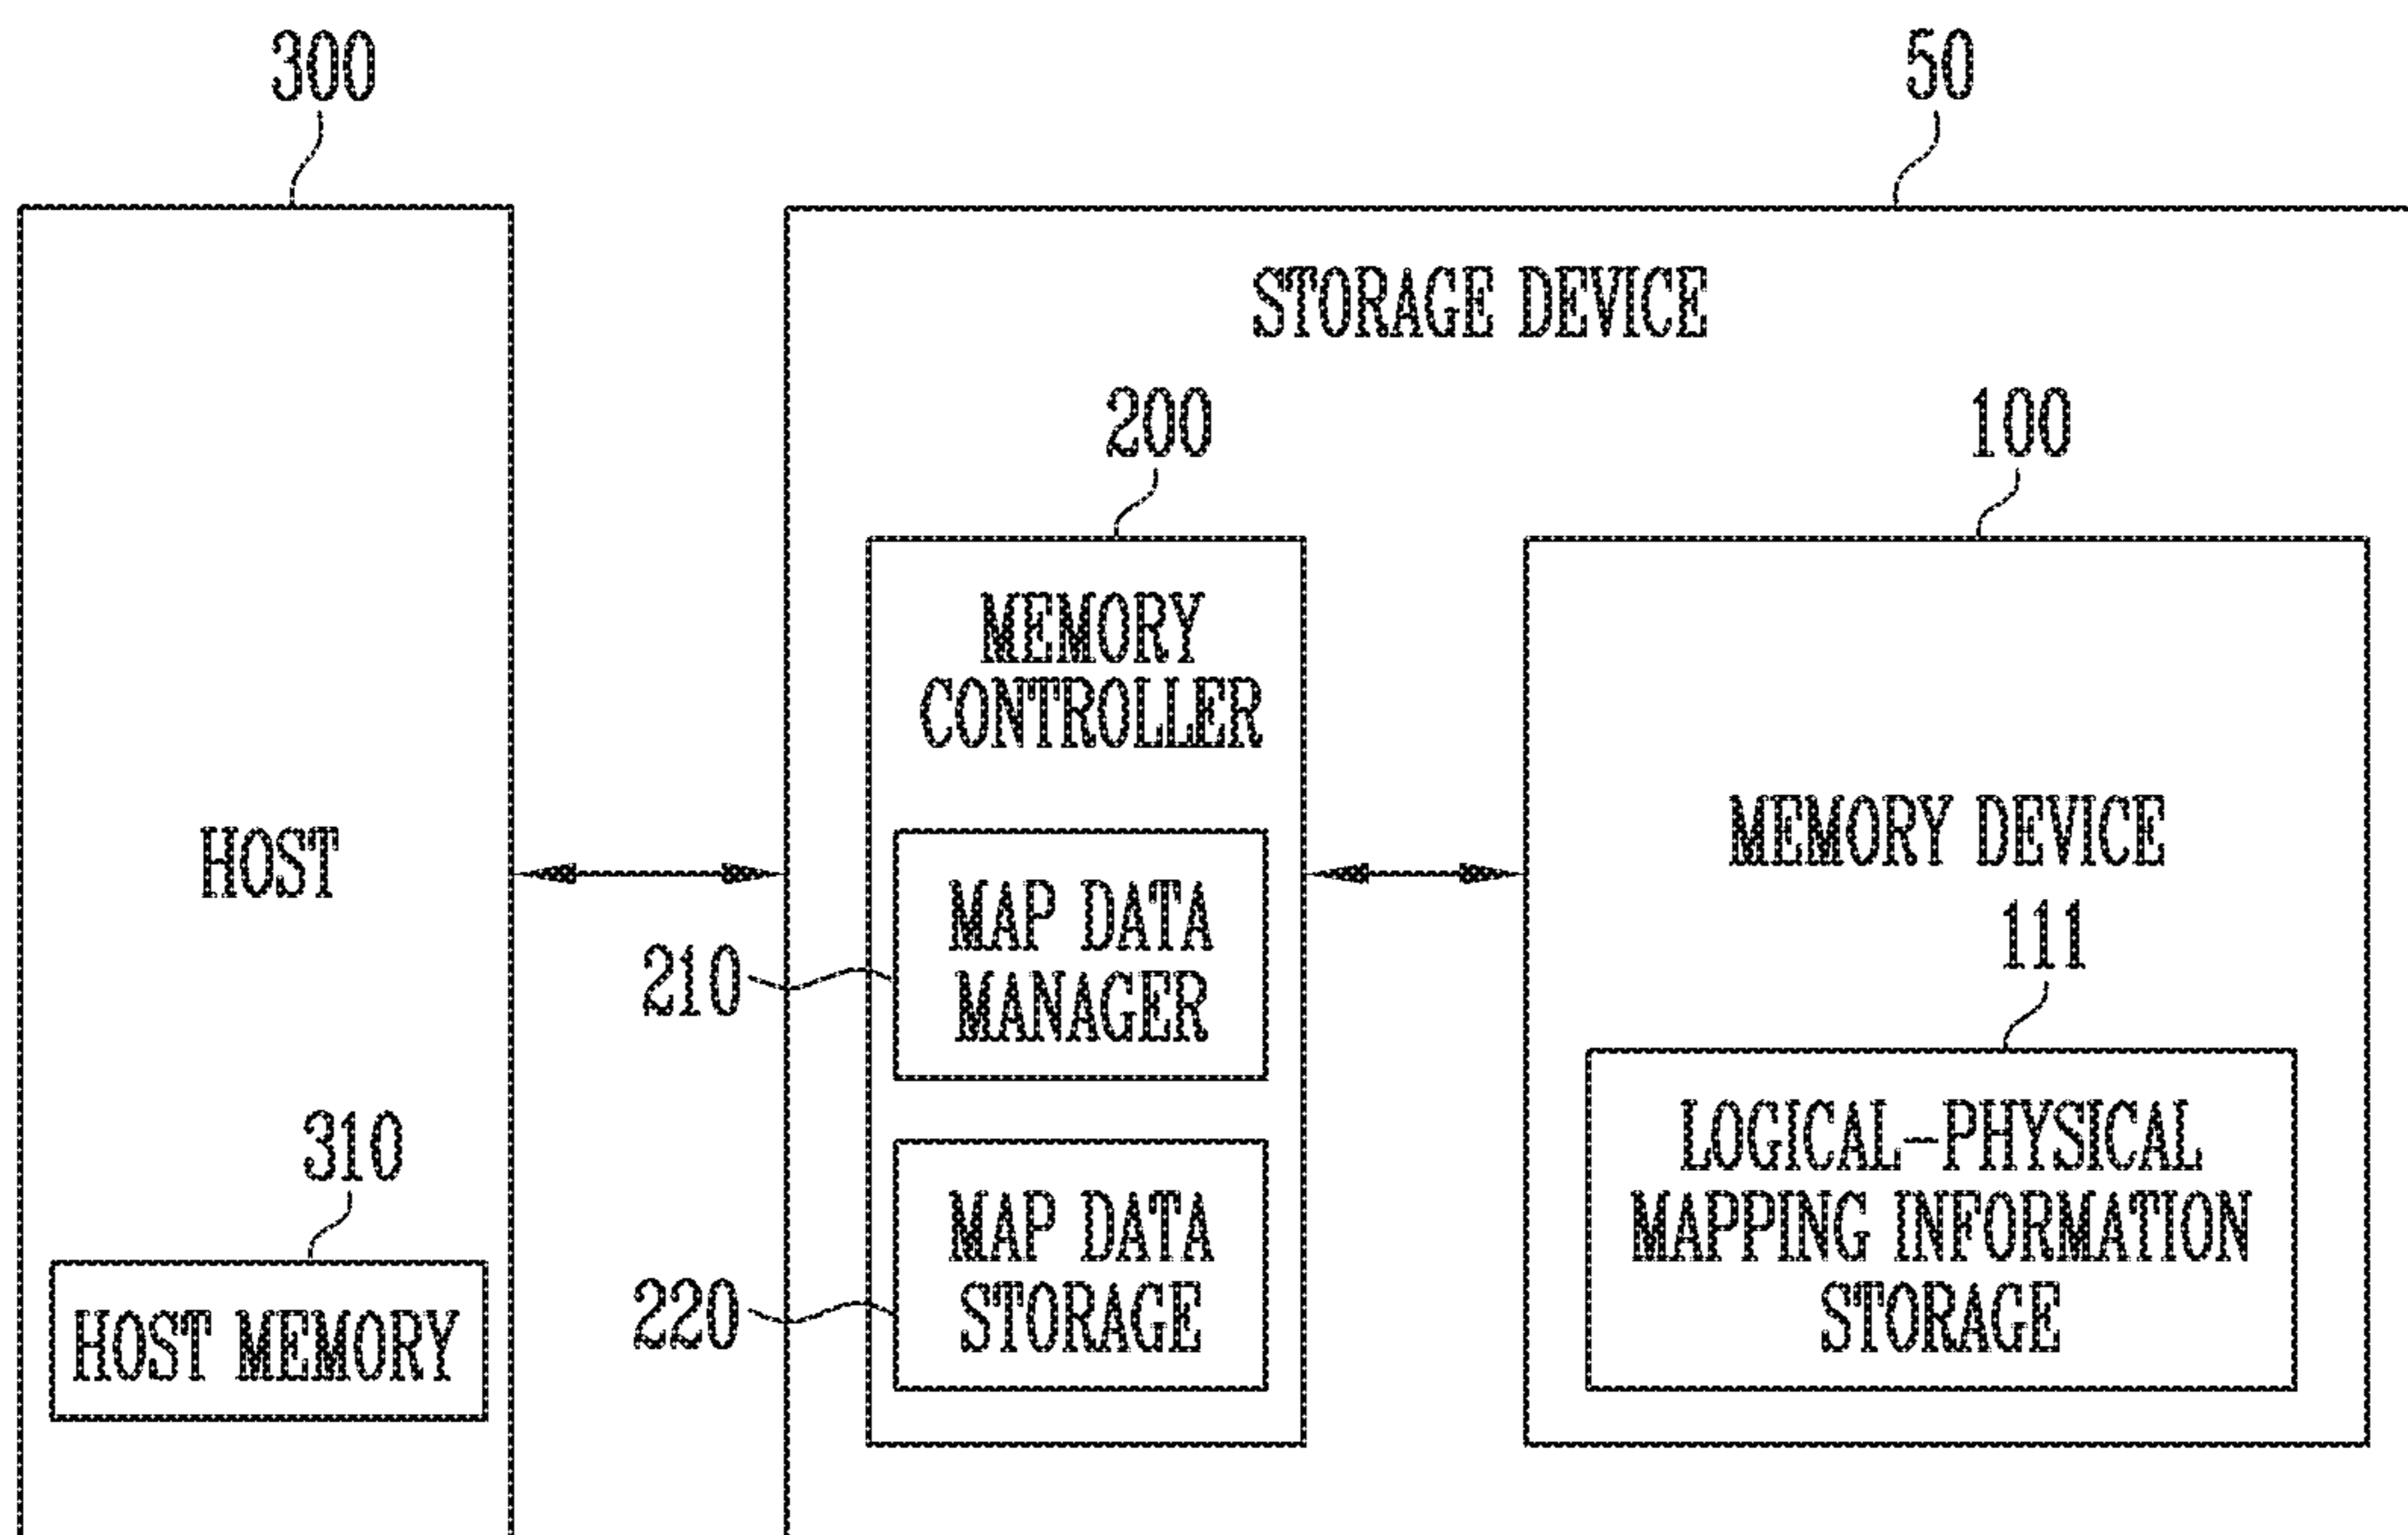 300
50
STORAGE DEVICE
200
100
MEMORY
CONTROLLER
HOST
MEMORY DEVICE
111
210
MAP DATA
MANAGER
310
HOST MEMORY
220
MAP DATA
STORAGE
LOGICAL-PHYSICAL
MAPPING INFORMATION
STORAGE